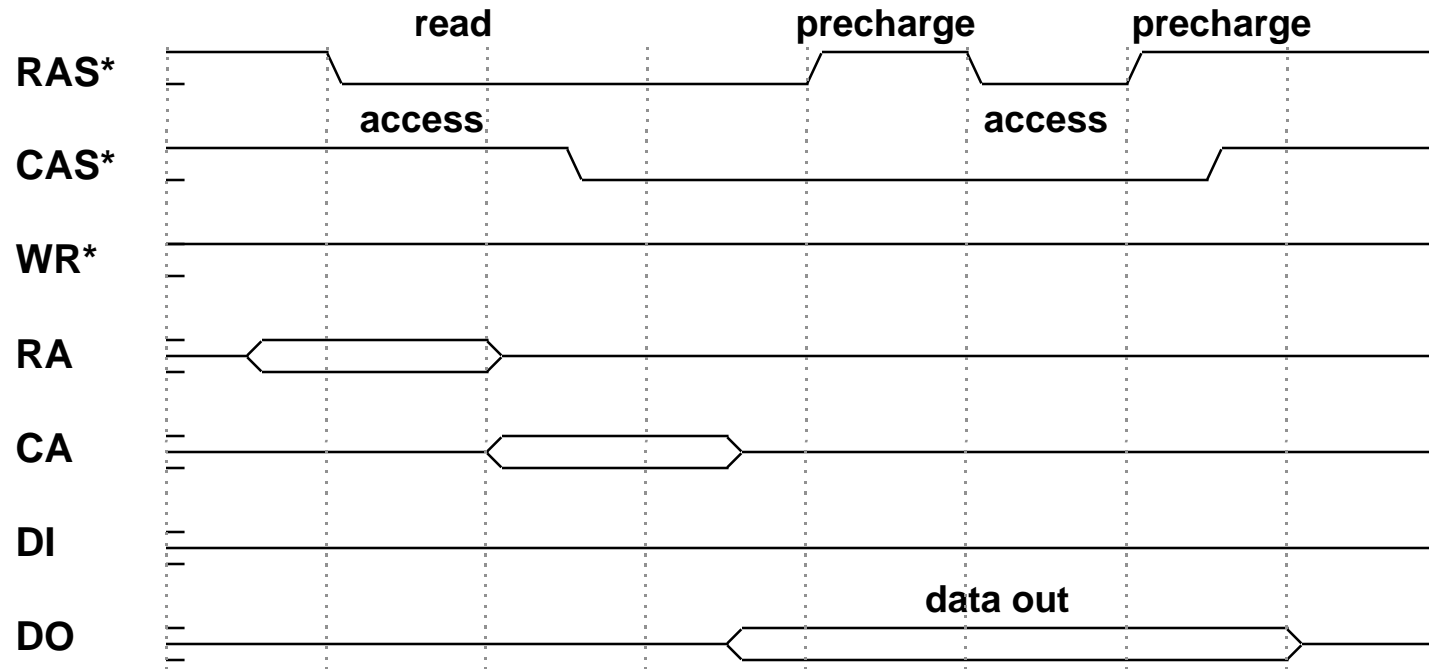 read precharge precharge
RAS*
access access
CAS*
WR*
RA
CA
DI
data out
DO